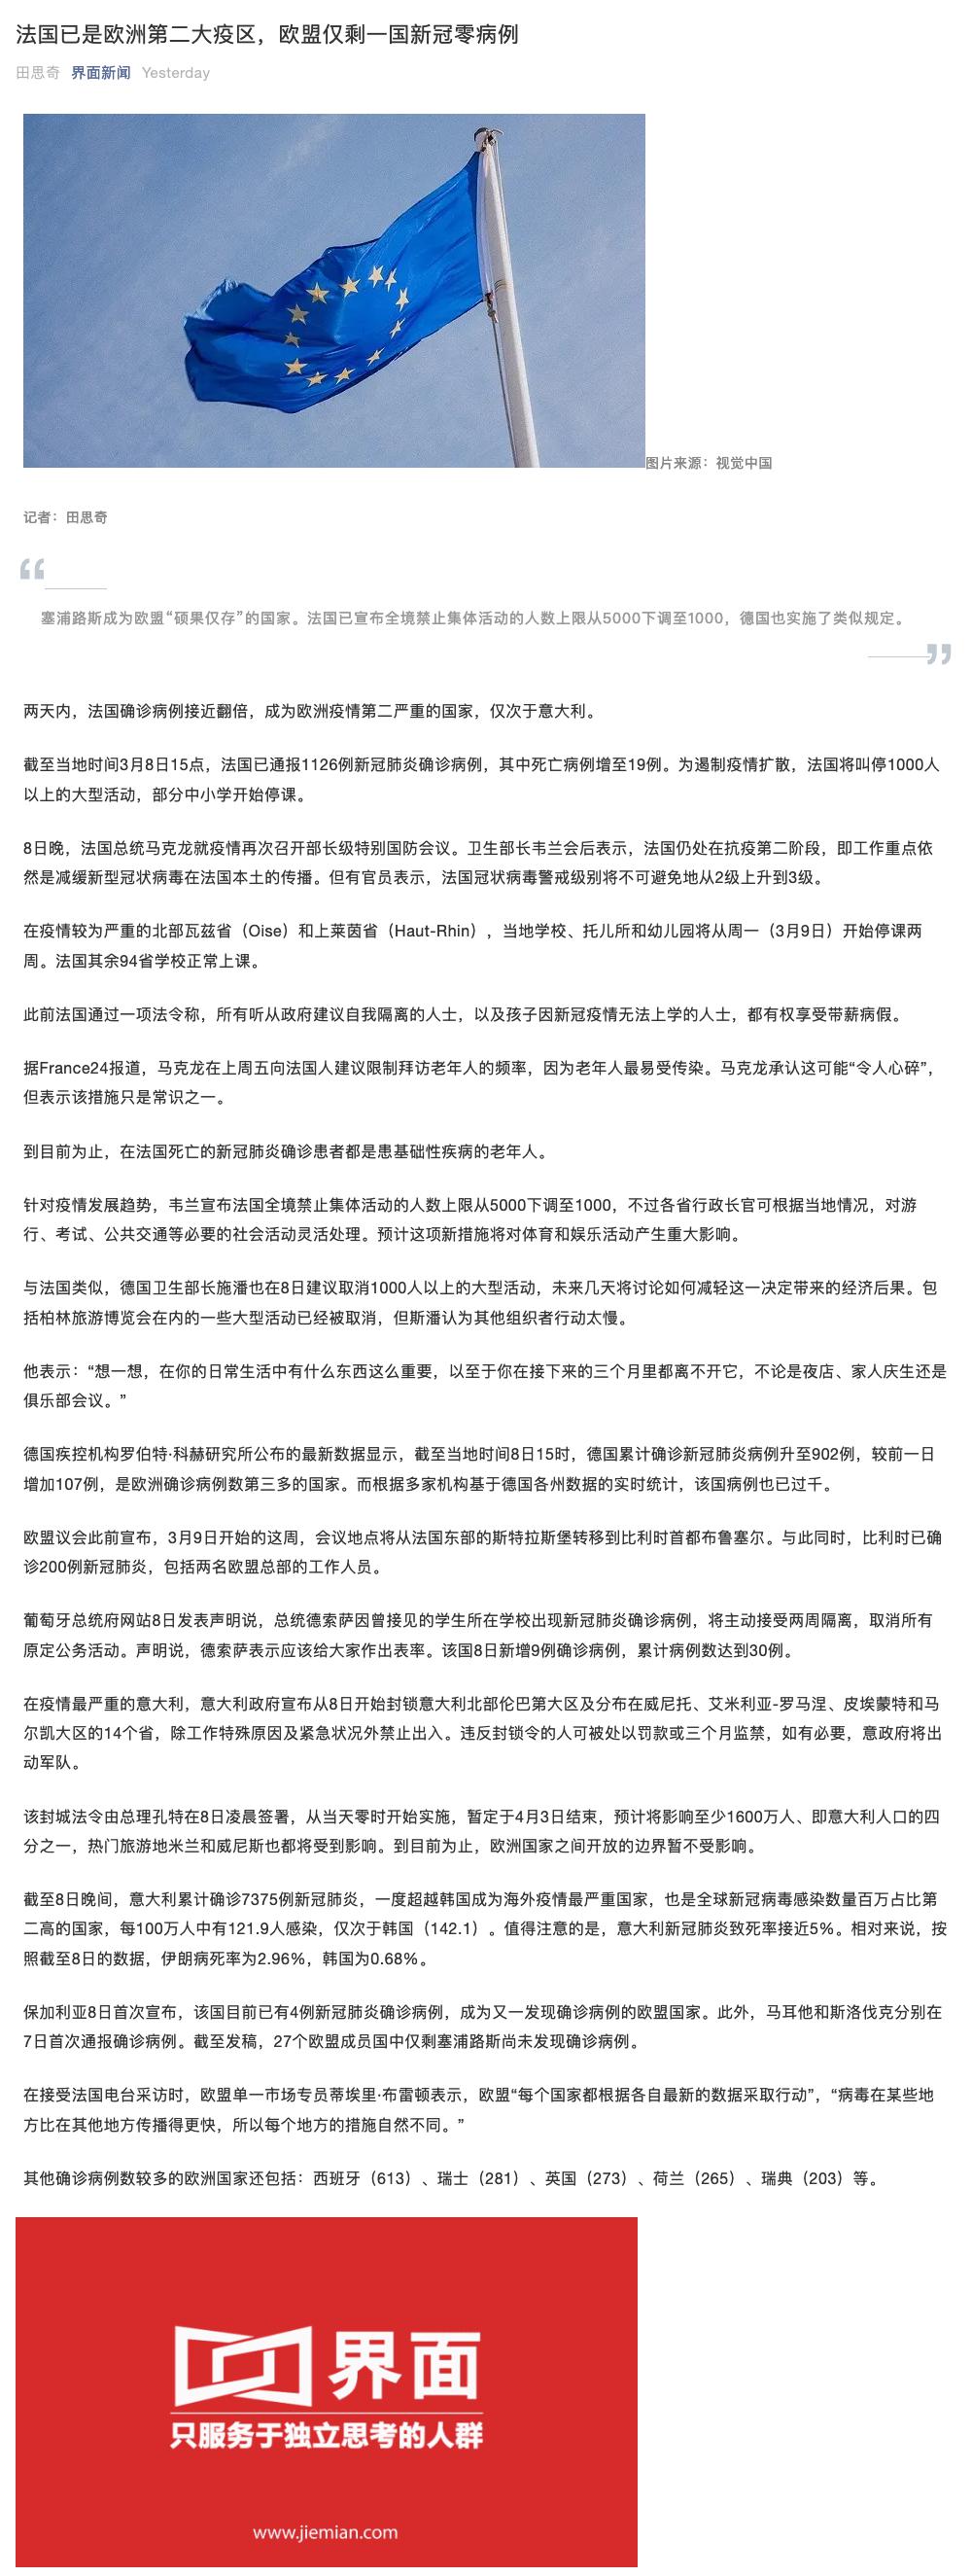 法国已是欧洲第二大疫区，欧盟仅剩一国新冠零病例
田思奇 界面新闻 Yesterday
图片来源：视觉中国
记者：田思奇
“
塞浦路斯成为欧盟“硕果仅存”的国家。法国已宣布全境禁止集体活动的人数上限从5000下调至1000，德国也实施了类似规定。
”
两天内，法国确诊病例接近翻倍，成为欧洲疫情第二严重的国家，仅次于意大利。
截至当地时间3月8日15点，法国已通报1126例新冠肺炎确诊病例，其中死亡病例增至19例。为遏制疫情扩散，法国将叫停1000人
以上的大型活动，部分中小学开始停课。
8日晚，法国总统马克龙就疫情再次召开部长级特别国防会议。卫生部长韦兰会后表示，法国仍处在抗疫第二阶段，即工作重点依
然是减缓新型冠状病毒在法国本土的传播。但有官员表示，法国冠状病毒警戒级别将不可避免地从2级上升到3级。
在疫情较为严重的北部瓦兹省（Oise）和上莱茵省（Haut-Rhin），当地学校、托儿所和幼儿园将从周一（3月9日）开始停课两
周。法国其余94省学校正常上课。
此前法国通过一项法令称，所有听从政府建议自我隔离的人士，以及孩子因新冠疫情无法上学的人士，都有权享受带薪病假。
据France24报道，马克龙在上周五向法国人建议限制拜访老年人的频率，因为老年人最易受传染。马克龙承认这可能“令人心碎”，
但表示该措施只是常识之一。
到目前为止，在法国死亡的新冠肺炎确诊患者都是患基础性疾病的老年人。
针对疫情发展趋势，韦兰宣布法国全境禁止集体活动的人数上限从5000下调至1000，不过各省行政长官可根据当地情况，对游
行、考试、公共交通等必要的社会活动灵活处理。预计这项新措施将对体育和娱乐活动产生重大影响。
与法国类似，德国卫生部长施潘也在8日建议取消1000人以上的大型活动，未来几天将讨论如何减轻这一决定带来的经济后果。包
括柏林旅游博览会在内的一些大型活动已经被取消，但斯潘认为其他组织者行动太慢。
他表示：“想一想，在你的日常生活中有什么东西这么重要，以至于你在接下来的三个月里都离不开它，不论是夜店、家人庆生还是
俱乐部会议。”
德国疾控机构罗伯特·科赫研究所公布的最新数据显示，截至当地时间8日15时，德国累计确诊新冠肺炎病例升至902例，较前一日
增加107例，是欧洲确诊病例数第三多的国家。而根据多家机构基于德国各州数据的实时统计，该国病例也已过千。
欧盟议会此前宣布，3月9日开始的这周，会议地点将从法国东部的斯特拉斯堡转移到比利时首都布鲁塞尔。与此同时，比利时已确
诊200例新冠肺炎，包括两名欧盟总部的工作人员。
葡萄牙总统府网站8日发表声明说，总统德索萨因曾接见的学生所在学校出现新冠肺炎确诊病例，将主动接受两周隔离，取消所有
原定公务活动。声明说，德索萨表示应该给大家作出表率。该国8日新增9例确诊病例，累计病例数达到30例。
在疫情最严重的意大利，意大利政府宣布从8日开始封锁意大利北部伦巴第大区及分布在威尼托、艾米利亚-罗马涅、皮埃蒙特和马
尔凯大区的14个省，除工作特殊原因及紧急状况外禁止出入。违反封锁令的人可被处以罚款或三个月监禁，如有必要，意政府将出
动军队。
该封城法令由总理孔特在8日凌晨签署，从当天零时开始实施，暂定于4月3日结束，预计将影响至少1600万人、即意大利人口的四
分之一，热门旅游地米兰和威尼斯也都将受到影响。到目前为止，欧洲国家之间开放的边界暂不受影响。
截至8日晚间，意大利累计确诊7375例新冠肺炎，一度超越韩国成为海外疫情最严重国家，也是全球新冠病毒感染数量百万占比第
二高的国家，每100万人中有121.9人感染，仅次于韩国（142.1）。值得注意的是，意大利新冠肺炎致死率接近5%。相对来说，按
照截至8日的数据，伊朗病死率为2.96%，韩国为0.68%。
保加利亚8日首次宣布，该国目前已有4例新冠肺炎确诊病例，成为又一发现确诊病例的欧盟国家。此外，马耳他和斯洛伐克分别在
7日首次通报确诊病例。截至发稿，27个欧盟成员国中仅剩塞浦路斯尚未发现确诊病例。
在接受法国电台采访时，欧盟单一市场专员蒂埃里·布雷顿表示，欧盟“每个国家都根据各自最新的数据采取行动”，“病毒在某些地
方比在其他地方传播得更快，所以每个地方的措施自然不同。”
其他确诊病例数较多的欧洲国家还包括：西班牙（613）、瑞士（281）、英国（273）、荷兰（265）、瑞典（203）等。
界面
只服务于独立思考的人群
www.jiemian.com